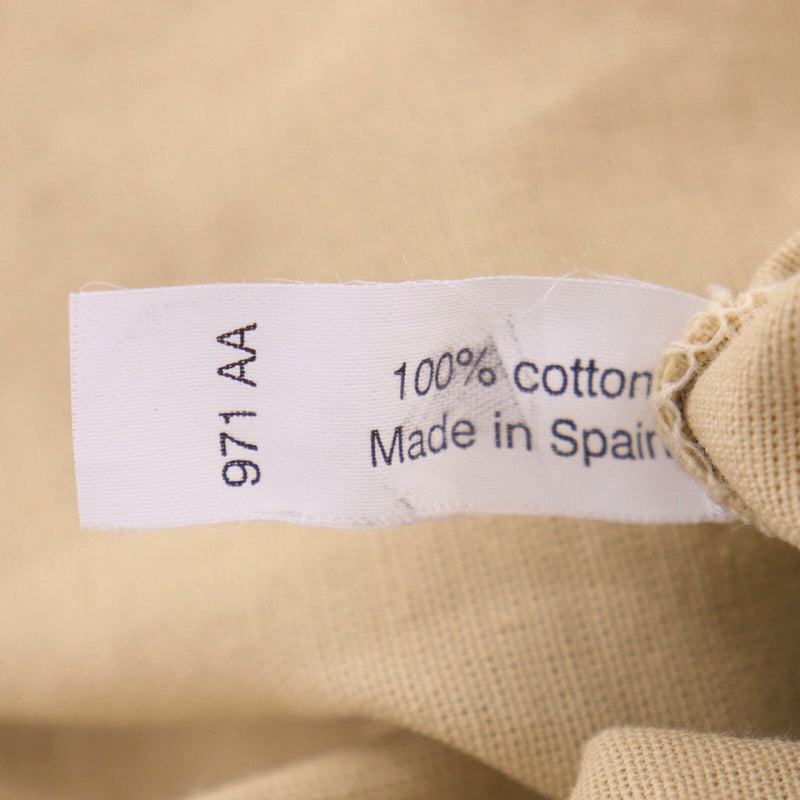 971 AA
100% cotton
Made in Spain